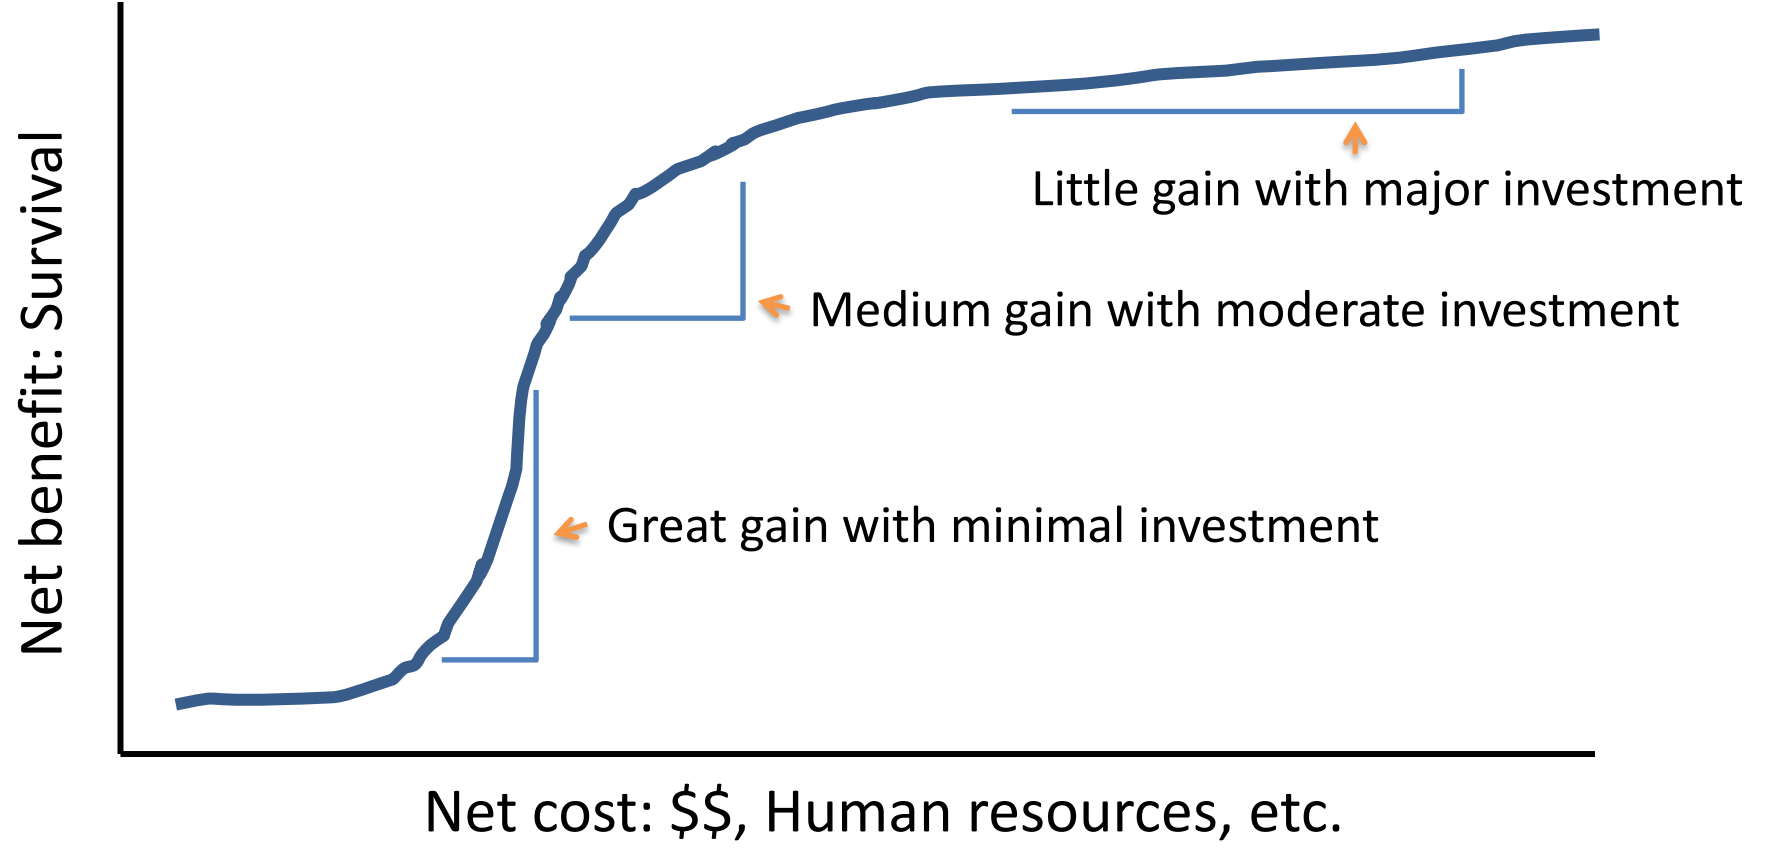 Net benefit: Survival
Little gain with major investment
Medium gain with moderate investment
Great gain with minimal investment
Net cost: $$, Human resources, etc.